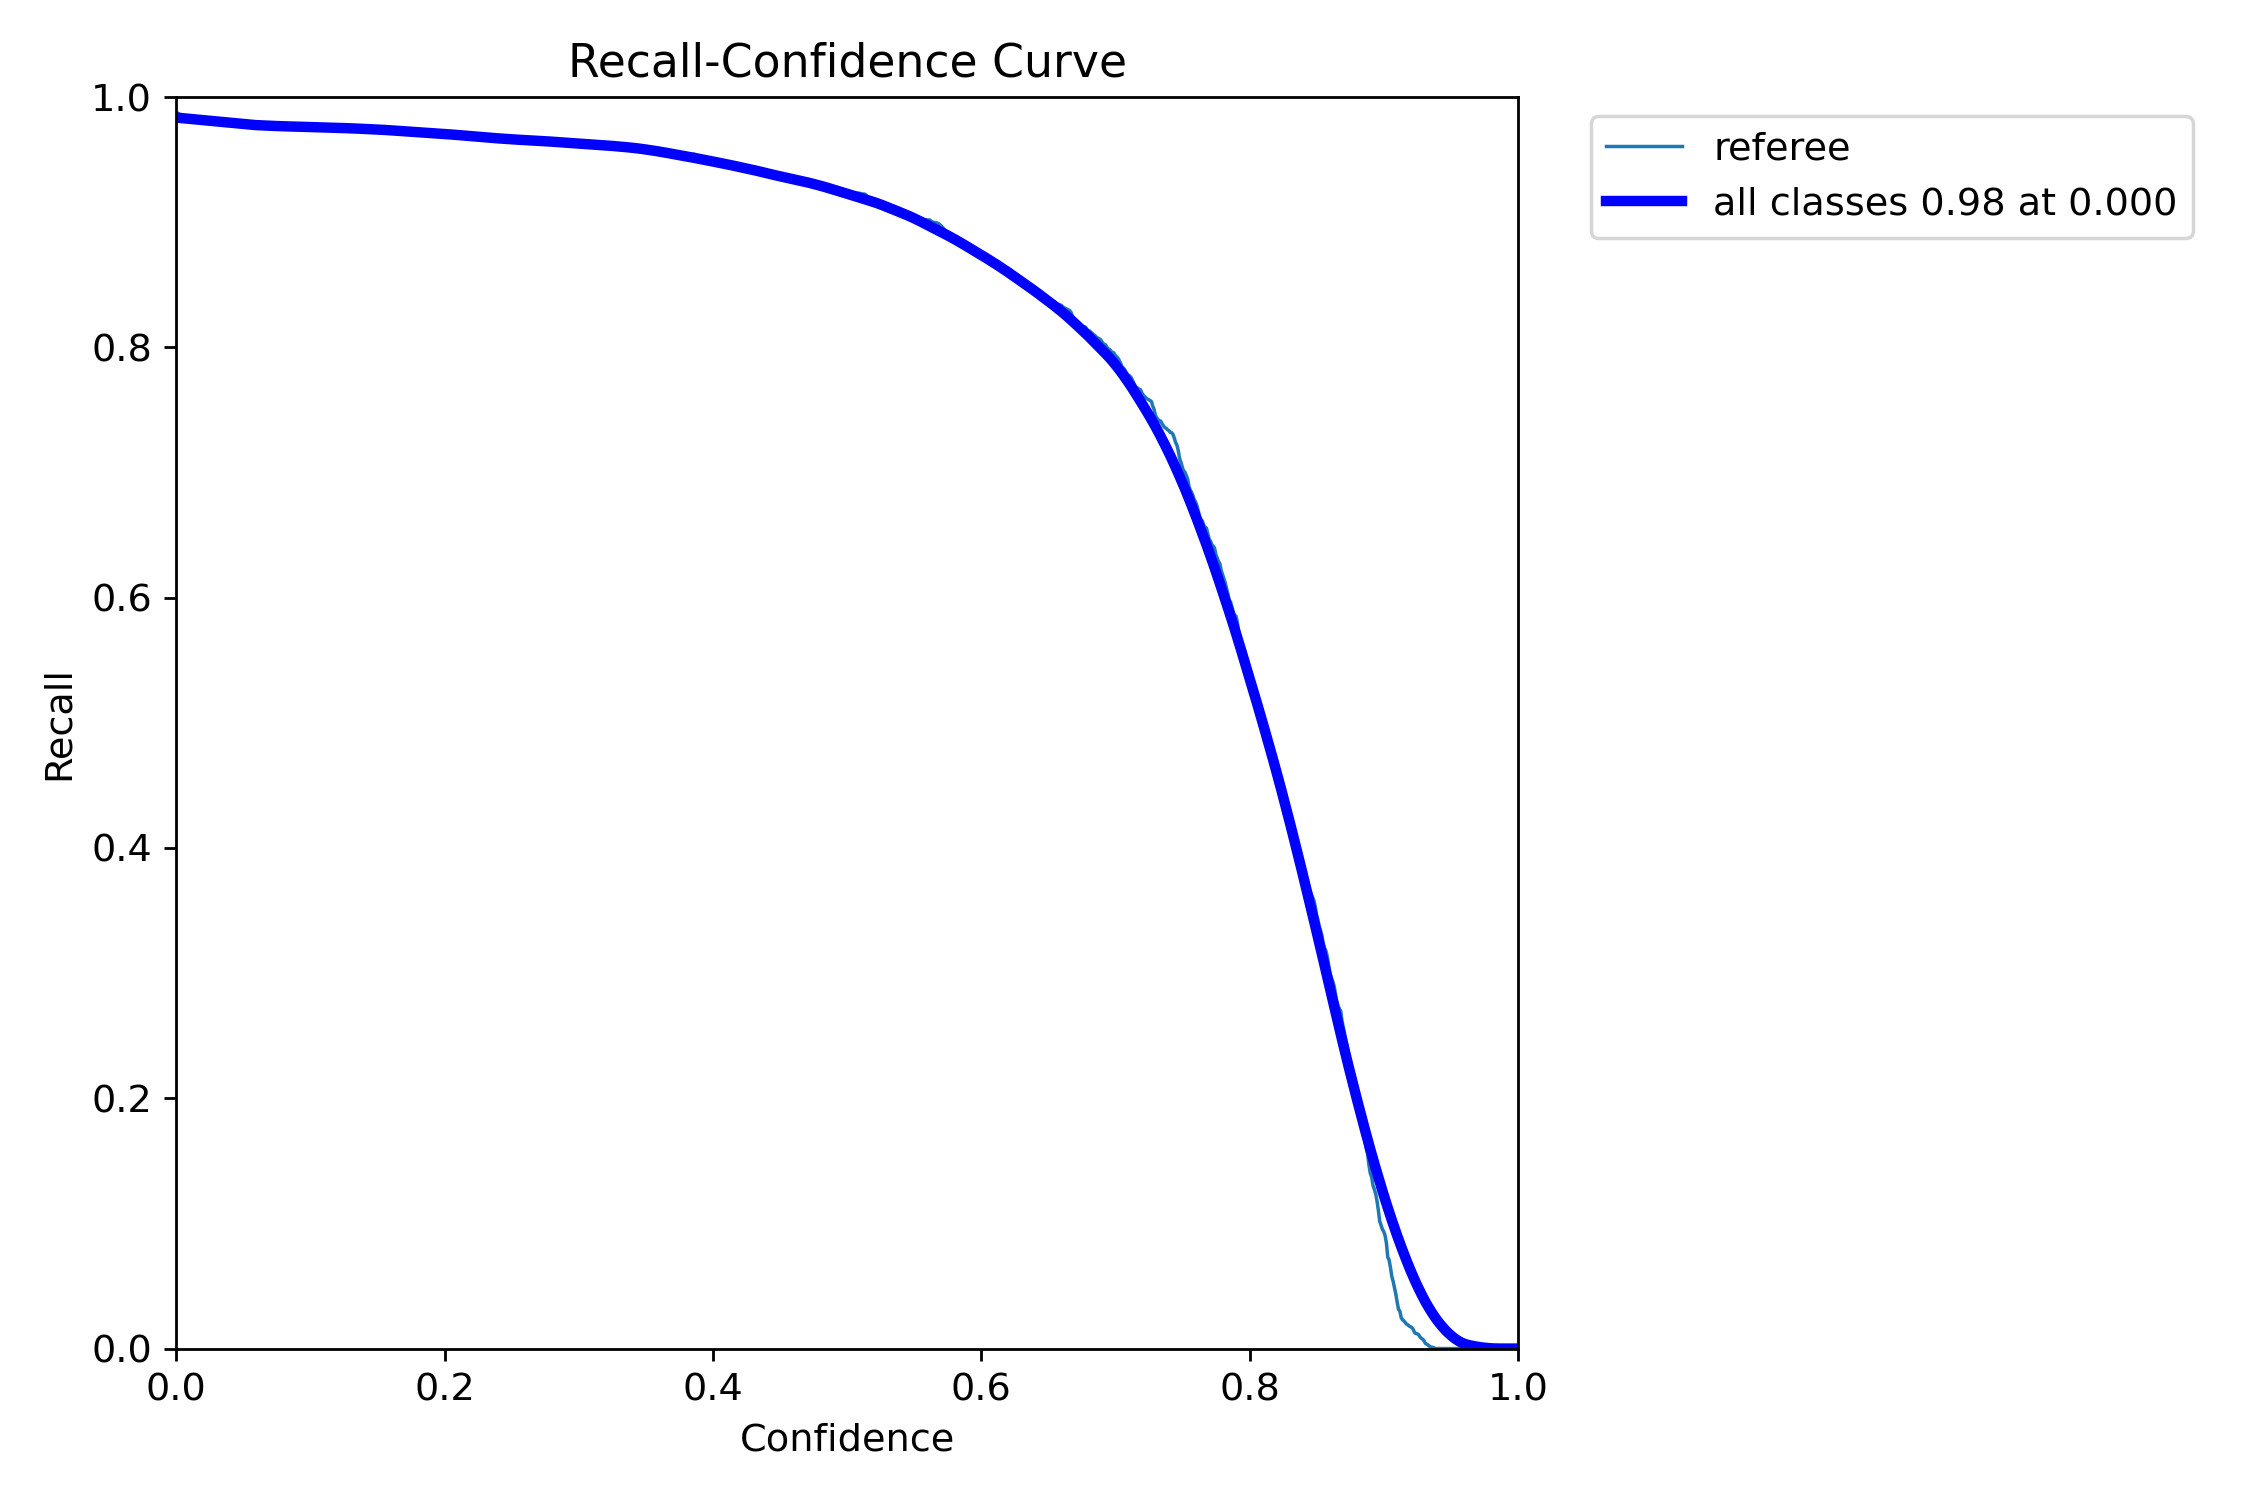 Recall-Confidence Curve
referee
all classes 0.98 at 0.000
1.0
0.8
0.6
0.4
0.2
0.0
Recall
0.0 0.2 0.4 0.6 0.8 1.0
Confidence